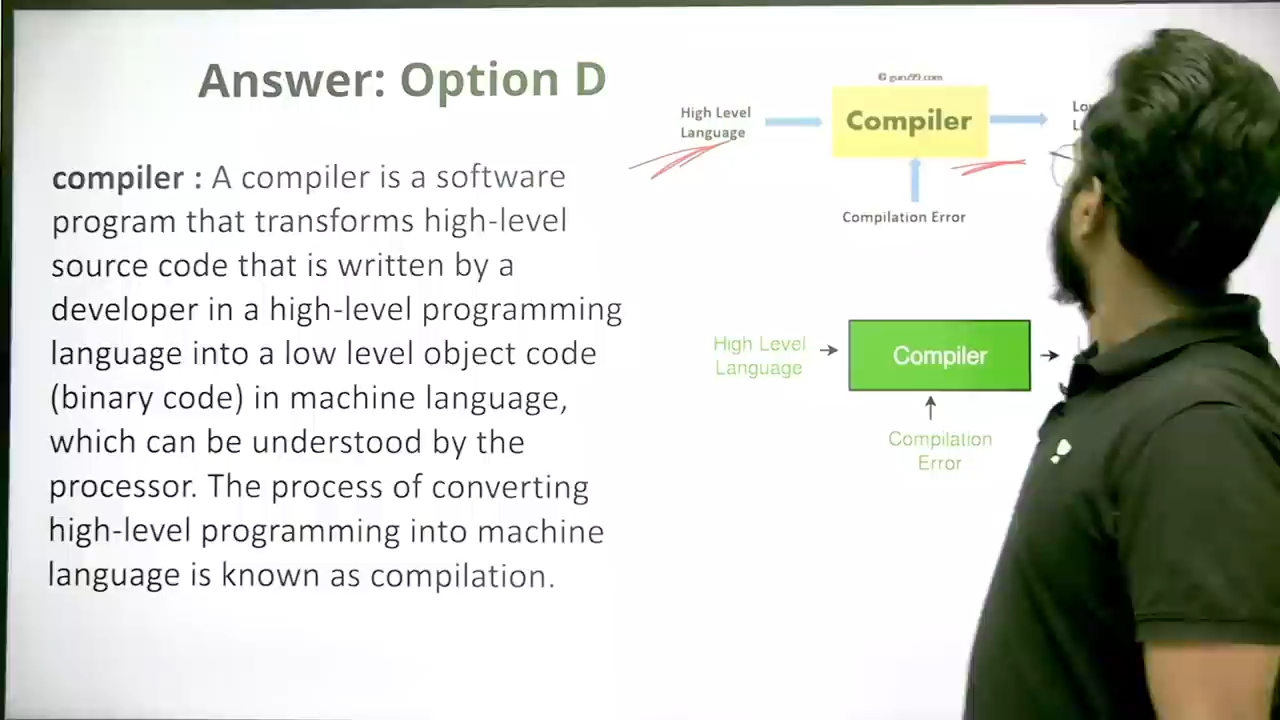 Answer: Option D
compiler : A compiler is a software
program that transforms high-level
source code that is written by a
developer in a high-level programming
language into a low level object code
(binary code) in machine language,
which can be understood by the
processor. The process of converting
high-level programming into machine
language is known as compilation.
© guru99.com
High Level
Language
Compiler
Compilation Error
High Level
Language
Compiler
Compilation
Error